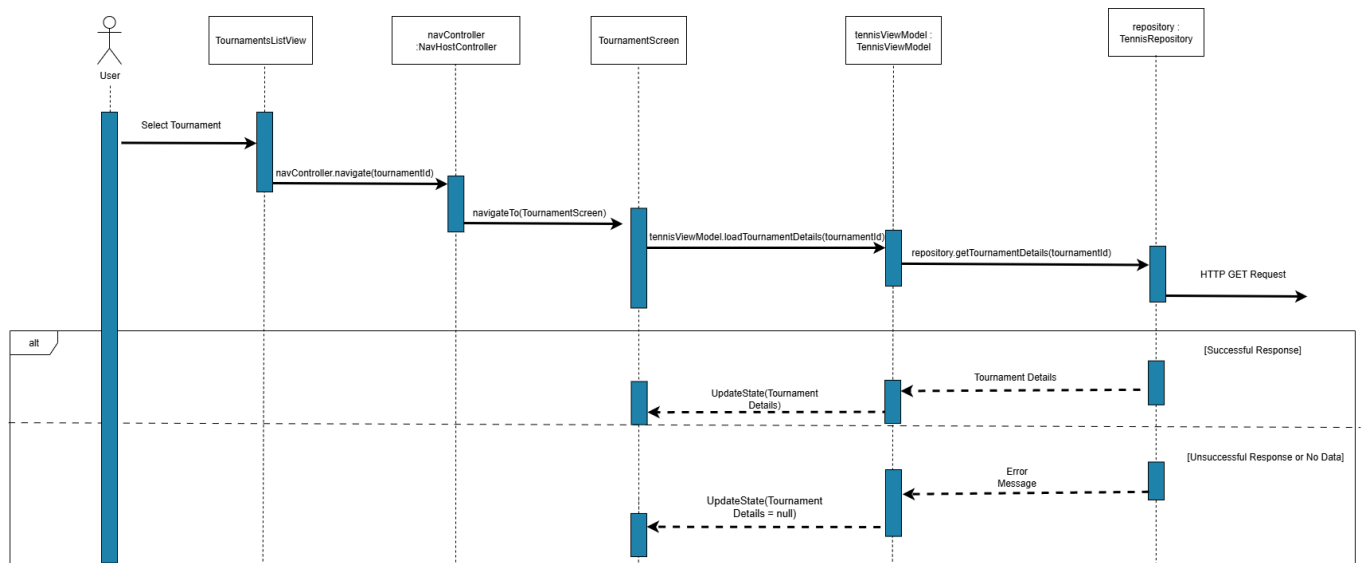 User
TournamentsListView
navController
:NavHostController
TournamentScreen
tennisViewModel :
TennisViewModel
repository :
TennisRepository
Select Tournament
navController.navigate(tournamentId)
navigateTo(TournamentScreen)
tennisViewModel.loadTournamentDetails(tournamentId)
repository.getTournamentDetails(tournamentId)
HTTP GET Request
alt
[Successful Response]
Tournament Details
UpdateState(Tournament
Details)
[Unsuccessful Response or No Data]
Error
Message
UpdateState(Tournament
Details = null)